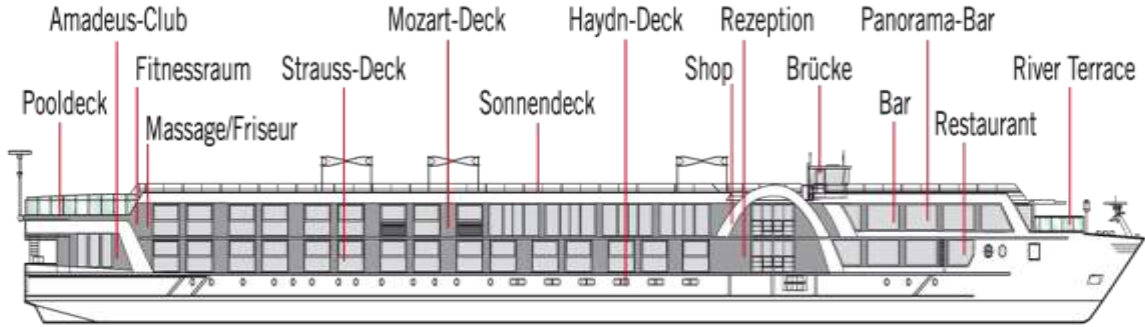 Amadeus-Club
Mozart-Deck
Haydn-Deck
Rezeption
Panorama-Bar
Fitnessraum
Strauss-Deck
Shop
Brücke
River Terrace
Pooldeck
Massage/Friseur
Sonnendeck
Bar
Restaurant